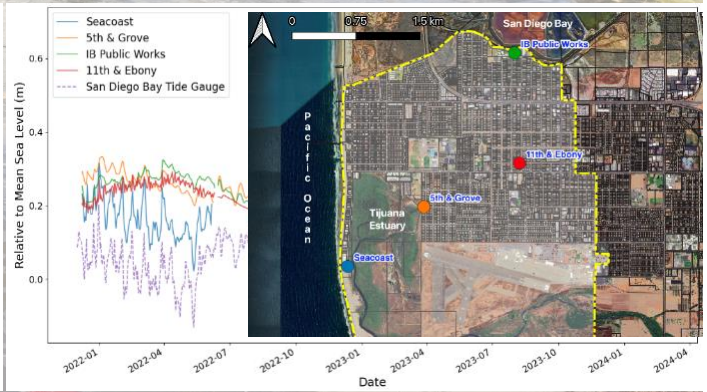 Seacoast
5th & Grove
IB Public Works
11th & Ebony
San Diego Bay Tide Gauge
Relative to Mean Sea Level (m)
0.6
0.4
0.2
0.0
2022-01
2022-04
2022-07
2022-10
2023-01
2023-04
2023-07
2023-10
2024-01
2024-04
Date
0
0.75
1.5 km
San Diego Bay
IB Public Works
Pacific Ocean
11th & Ebony
5th & Grove
Tijuana
Estuary
Seacoast